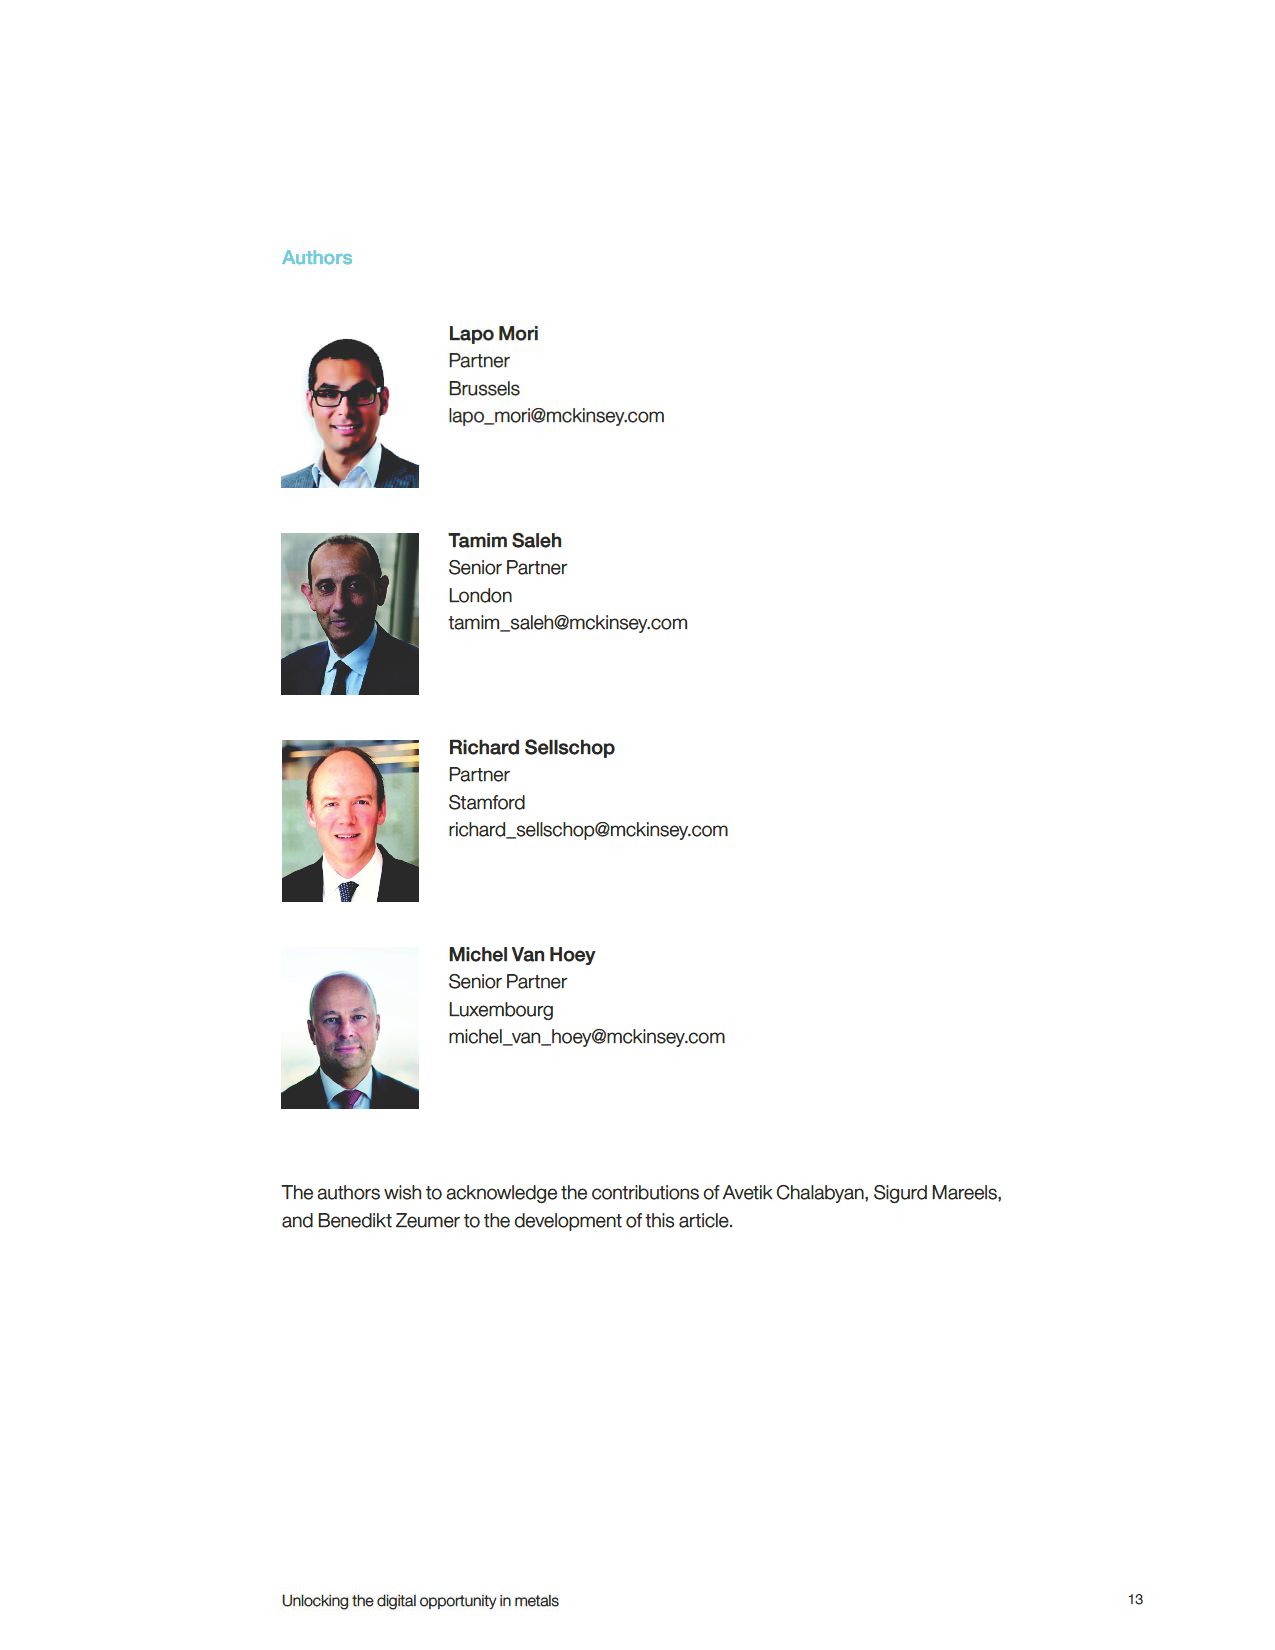 Authors
Lapo Mori
Partner
Brussels
lapo_mori@mckinsey.com
Tamim Saleh
Senior Partner
London
tamim_saleh@mckinsey.com
Richard Sellschop
Partner
Stamford
richard_sellschop@mckinsey.com
Michel Van Hoey
Senior Partner
Luxembourg
michel_van_hoey@mckinsey.com
The authors wish to acknowledge the contributions of Avetik Chalabyan, Sigurd Mareels,
and Benedikt Zeumer to the development of this article.
Unlocking the digital opportunity in metals
13